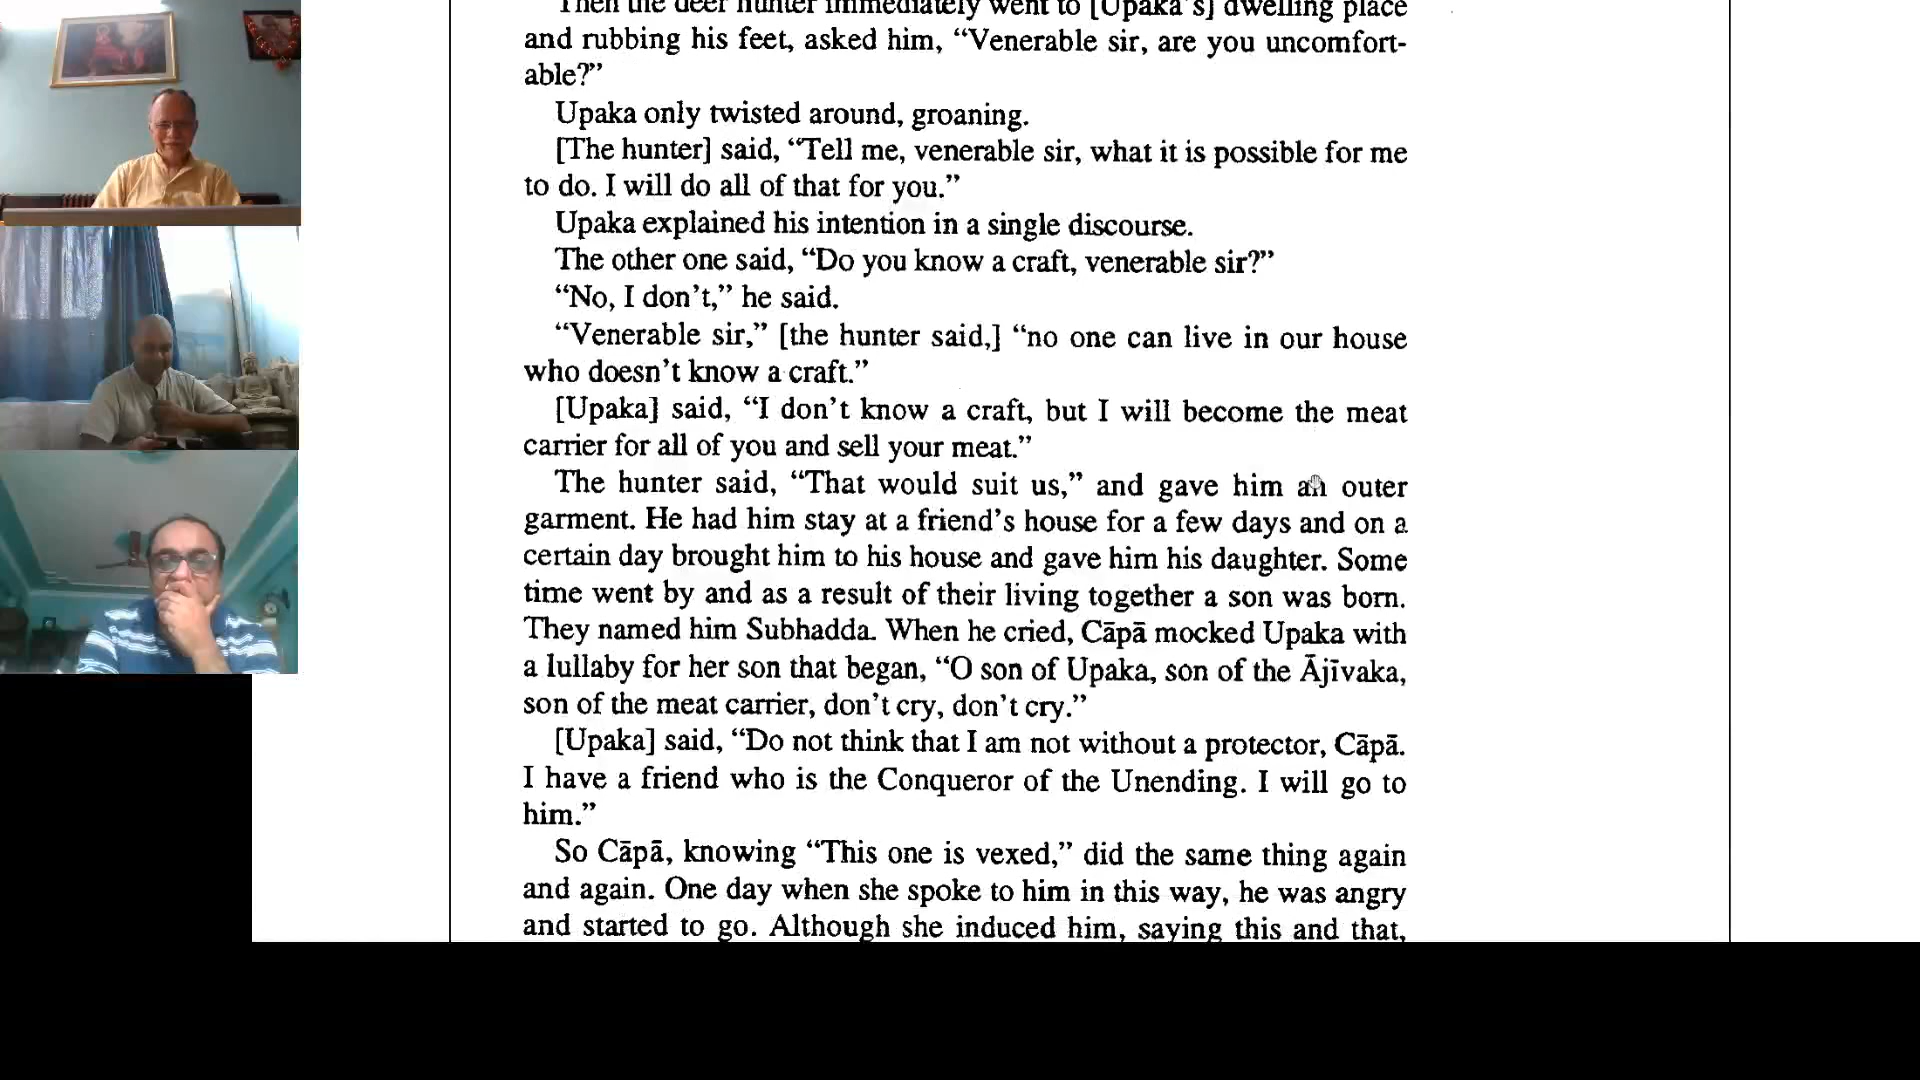 Then the deer hunter immediately went to [Upaka's] dwelling place
and rubbing his feet, asked him, “Venerable sir, are you uncomfort-
able?”
Upaka only twisted around, groaning.
[The hunter] said, “Tell me, venerable sir, what it is possible for me
to do. I will do all of that for you.”
Upaka explained his intention in a single discourse.
The other one said, “Do you know a craft, venerable sir?”
“No, I don't,” he said.
“Venerable sir,” [the hunter said,] “no one can live in our house
who doesn't know a craft.”
[Upaka] said, “I don't know a craft, but I will become the meat
carrier for all of you and sell your meat.”
The hunter said, “That would suit us,” and gave him an outer
garment. He had him stay at a friend's house for a few days and on a
certain day brought him to his house and gave him his daughter. Some
time went by and as a result of their living together a son was born.
They named him Subhadda. When he cried, Cāpā mocked Upaka with
a lullaby for her son that began, “O son of Upaka, son of the Ājīvaka,
son of the meat carrier, don't cry, don't cry.”
[Upaka] said, “Do not think that I am not without a protector, Cāpā.
I have a friend who is the Conqueror of the Unending. I will go to
him.”
So Cāpā, knowing “This one is vexed,” did the same thing again
and again. One day when she spoke to him in this way, he was angry
and started to go. Although she induced him, saying this and that,